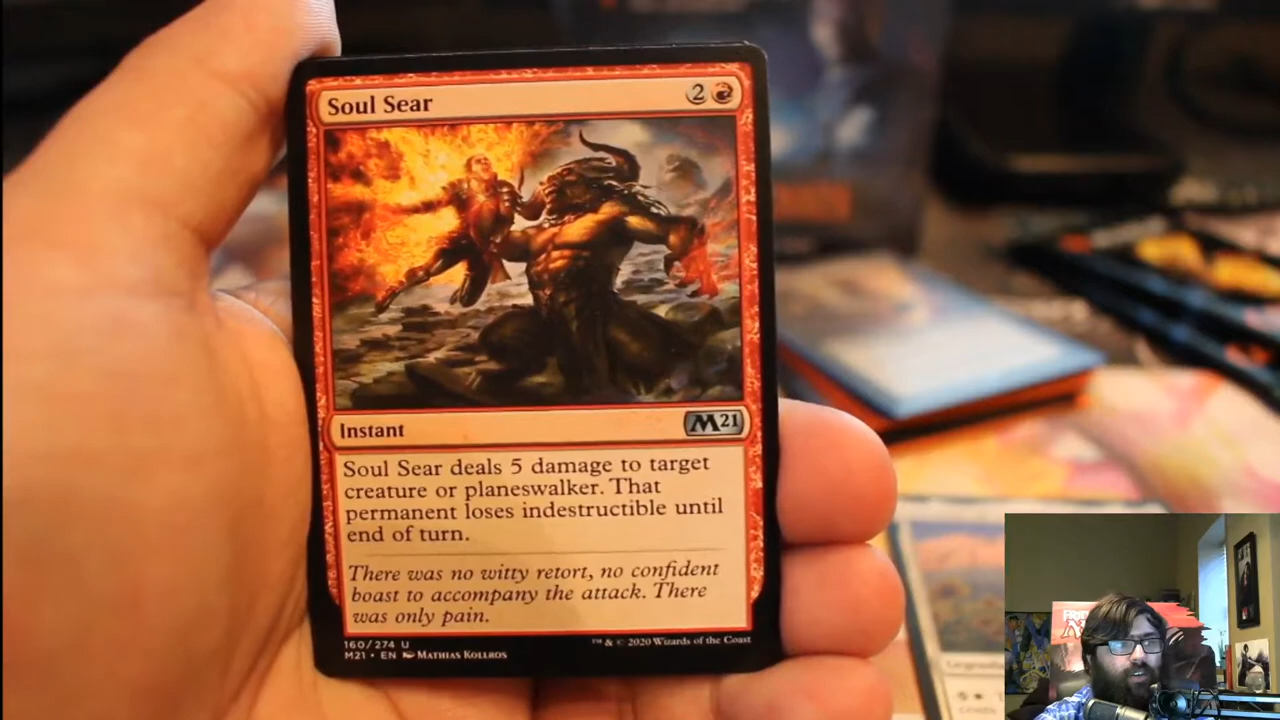 Soul Sear 2
Instant M21
Soul Sear deals 5 damage to target
creature or planeswalker. That
permanent loses indestructible until
end of turn.
There was no witty retort, no confident
boast to accompany the attack. There
was only pain.
160/274 U ™ & © 2020 Wizards of the Coast
M21 • EN Mathias Kollros